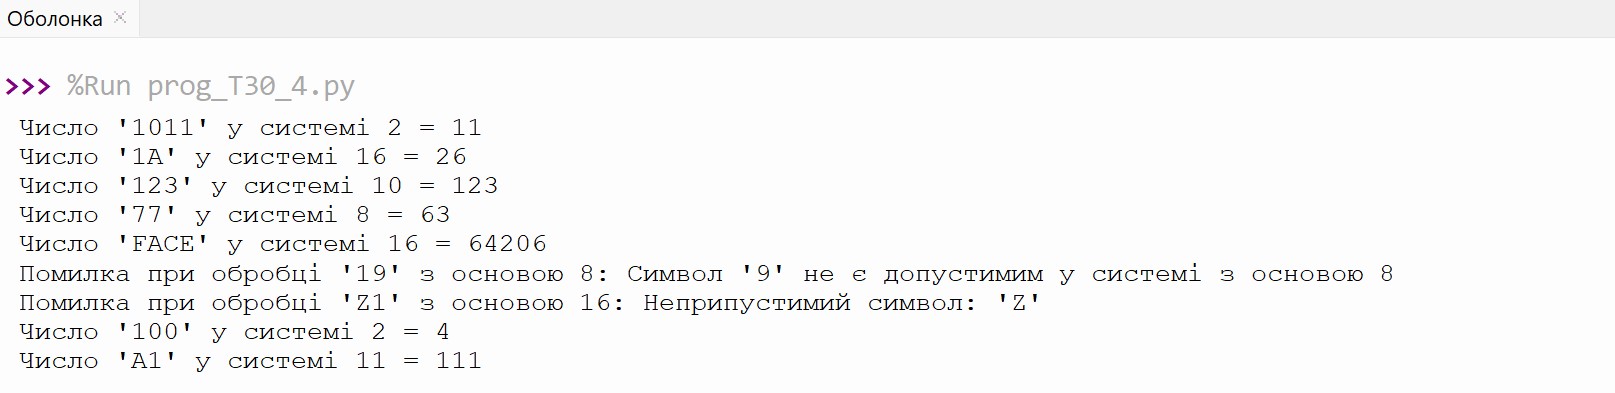 Оболонка
>>> %Run prog_T30_4.py
Число '1011' у системі 2 = 11
Число '1A' у системі 16 = 26
Число '123' у системі 10 = 123
Число '77' у системі 8 = 63
Число 'FACE' у системі 16 = 64206
Помилка при обробці '19' з основою 8: Символ '9' не є допустимим у системі з основою 8
Помилка при обробці 'Z1' з основою 16: Неприпустимий символ: 'Z'
Число '100' у системі 2 = 4
Число 'A1' у системі 11 = 111